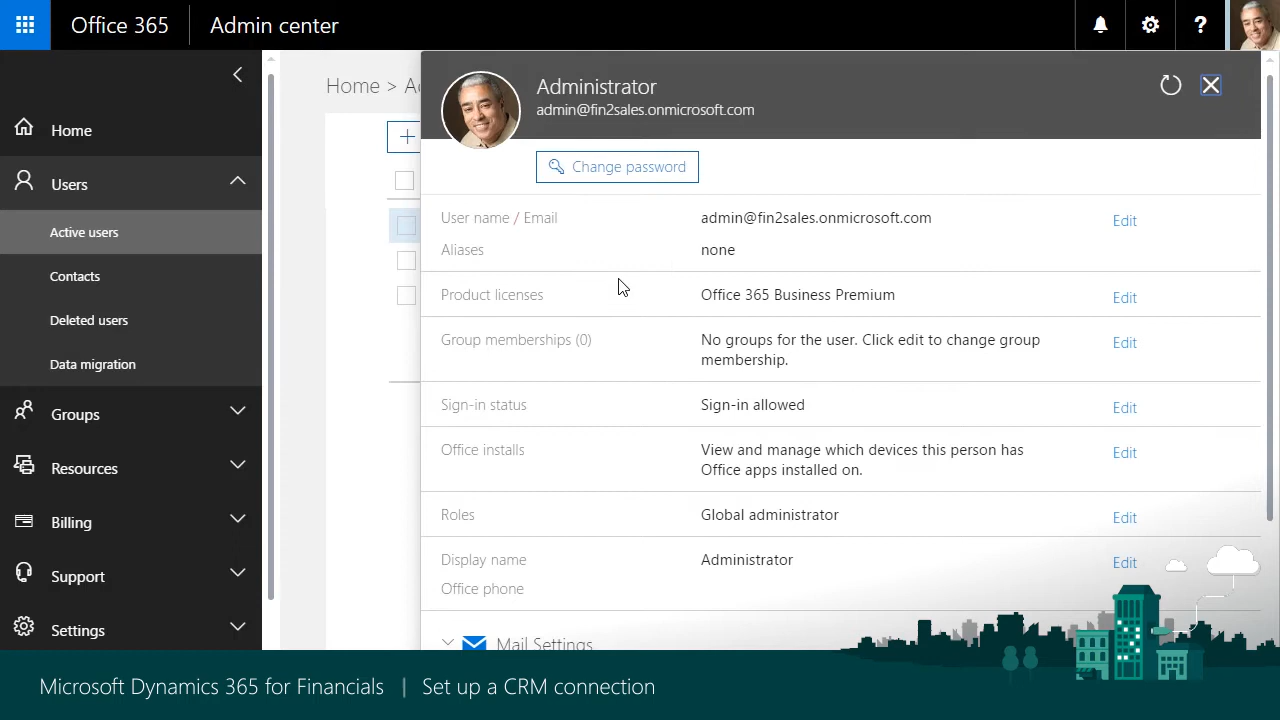 Office 365 | Admin center
Home > A
Administrator
admin@fin2sales.onmicrosoft.com
Change password
Home
Users
Active users
Contacts
Deleted users
Data migration
Groups
Resources
Billing
Support
Settings
User name / Email admin@fin2sales.onmicrosoft.com Edit
Aliases none
Product licenses Office 365 Business Premium Edit
Group memberships (0) No groups for the user. Click edit to change group Edit
membership.
Sign-in status Sign-in allowed Edit
Office installs View and manage which devices this person has Edit
Office apps installed on.
Roles Global administrator Edit
Display name Administrator Edit
Office phone
Mail Settings
Microsoft Dynamics 365 for Financials | Set up a CRM connection